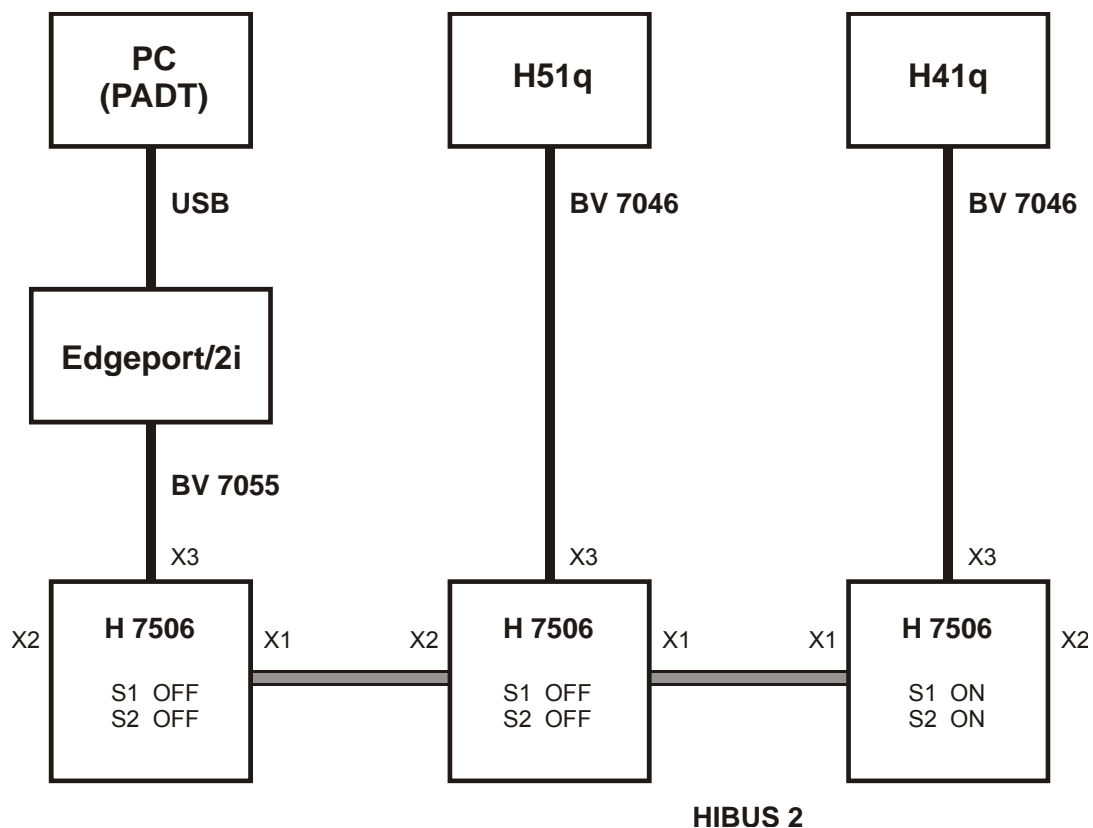 PC
(PADT)
H51q
H41q
USB
BV 7046
BV 7046
Edgeport/2i
BV 7055
X3
X3
X3
X2
H 7506
X1
X2
H 7506
X1
X1
H 7506
X2
S1 OFF
S2 OFF
S1 OFF
S2 OFF
S1 ON
S2 ON
HIBUS 2